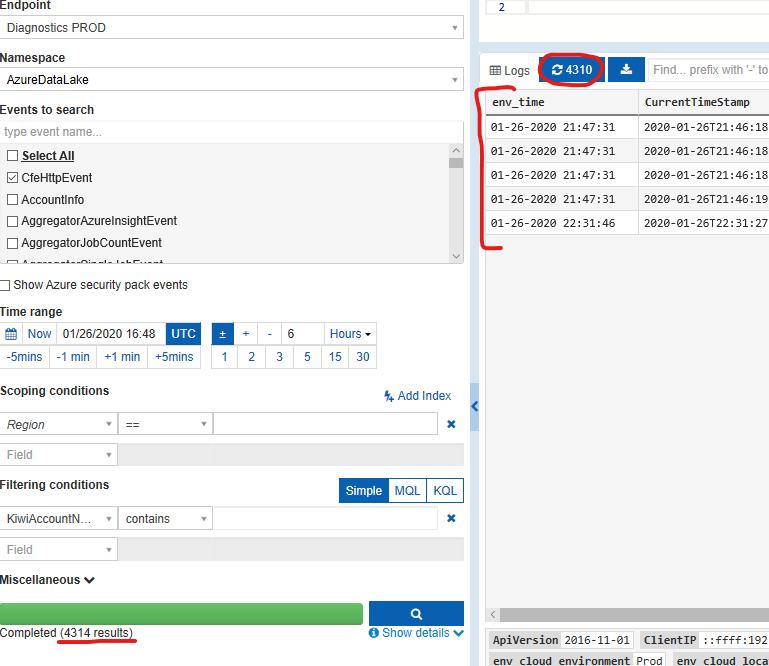 Endpoint
Diagnostics PROD
Namespace
AzureDataLake
Events to search
type event name...
Select All
CfeHttpEvent
AccountInfo
AggregatorAzureInsightEvent
AggregatorJobCountEvent
AggregatorSingleJobEvent
Show Azure security pack events
Time range
Now 01/26/2020 16:48 UTC ± + - 6 Hours
-5mins -1 min +1 min +5mins 1 2 3 5 15 30
Scoping conditions
Add Index
Region ==
Field
Filtering conditions
Simple MQL KQL
KiwiAccountN... contains
Field
Miscellaneous
Completed (4314 results)
Show details
2
Logs 4310 Find... prefix with '-' to
env_time CurrentTimeStamp
01-26-2020 21:47:31 2020-01-26T21:46:18
01-26-2020 21:47:31 2020-01-26T21:46:18
01-26-2020 21:47:31 2020-01-26T21:46:18
01-26-2020 21:47:31 2020-01-26T21:46:19
01-26-2020 22:31:46 2020-01-26T22:31:27
ApiVersion 2016-11-01 ClientIP ::ffff:192
env_cloud_environment Prod env_cloud_loca